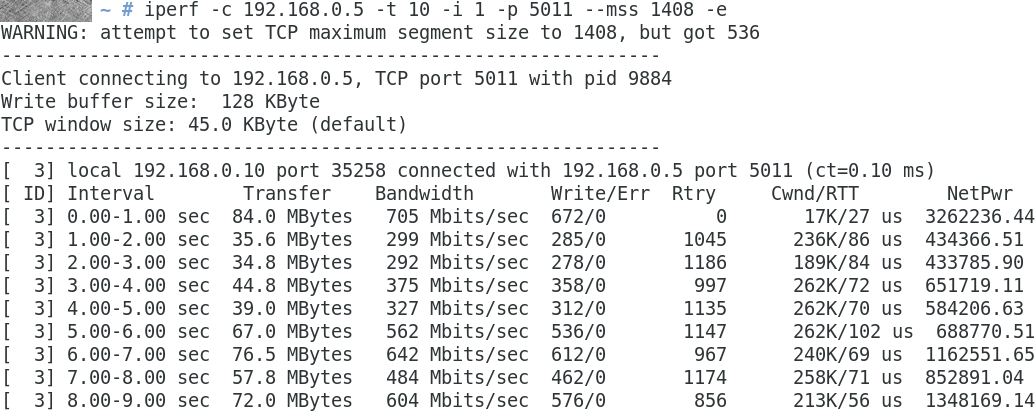 ~ # iperf -c 192.168.0.5 -t 10 -i 1 -p 5011 --mss 1408 -e
WARNING: attempt to set TCP maximum segment size to 1408, but got 536
------------------------------------------------------------
Client connecting to 192.168.0.5, TCP port 5011 with pid 9884
Write buffer size:  128 KByte
TCP window size: 45.0 KByte (default)
------------------------------------------------------------
[  3] local 192.168.0.10 port 35258 connected with 192.168.0.5 port 5011 (ct=0.10 ms)
[ ID] Interval        Transfer    Bandwidth       Write/Err  Rtry     Cwnd/RTT        NetPwr
[  3] 0.00-1.00 sec  84.0 MBytes   705 Mbits/sec  672/0          0       17K/27 us  3262236.44
[  3] 1.00-2.00 sec  35.6 MBytes   299 Mbits/sec  285/0       1045      236K/86 us  434366.51
[  3] 2.00-3.00 sec  34.8 MBytes   292 Mbits/sec  278/0       1186      189K/84 us  433785.90
[  3] 3.00-4.00 sec  44.8 MBytes   375 Mbits/sec  358/0        997      262K/72 us  651719.11
[  3] 4.00-5.00 sec  39.0 MBytes   327 Mbits/sec  312/0       1135      262K/70 us  584206.63
[  3] 5.00-6.00 sec  67.0 MBytes   562 Mbits/sec  536/0       1147      262K/102 us  688770.51
[  3] 6.00-7.00 sec  76.5 MBytes   642 Mbits/sec  612/0        967      240K/69 us  1162551.65
[  3] 7.00-8.00 sec  57.8 MBytes   484 Mbits/sec  462/0       1174      258K/71 us  852891.04
[  3] 8.00-9.00 sec  72.0 MBytes   604 Mbits/sec  576/0        856      213K/56 us  1348169.14